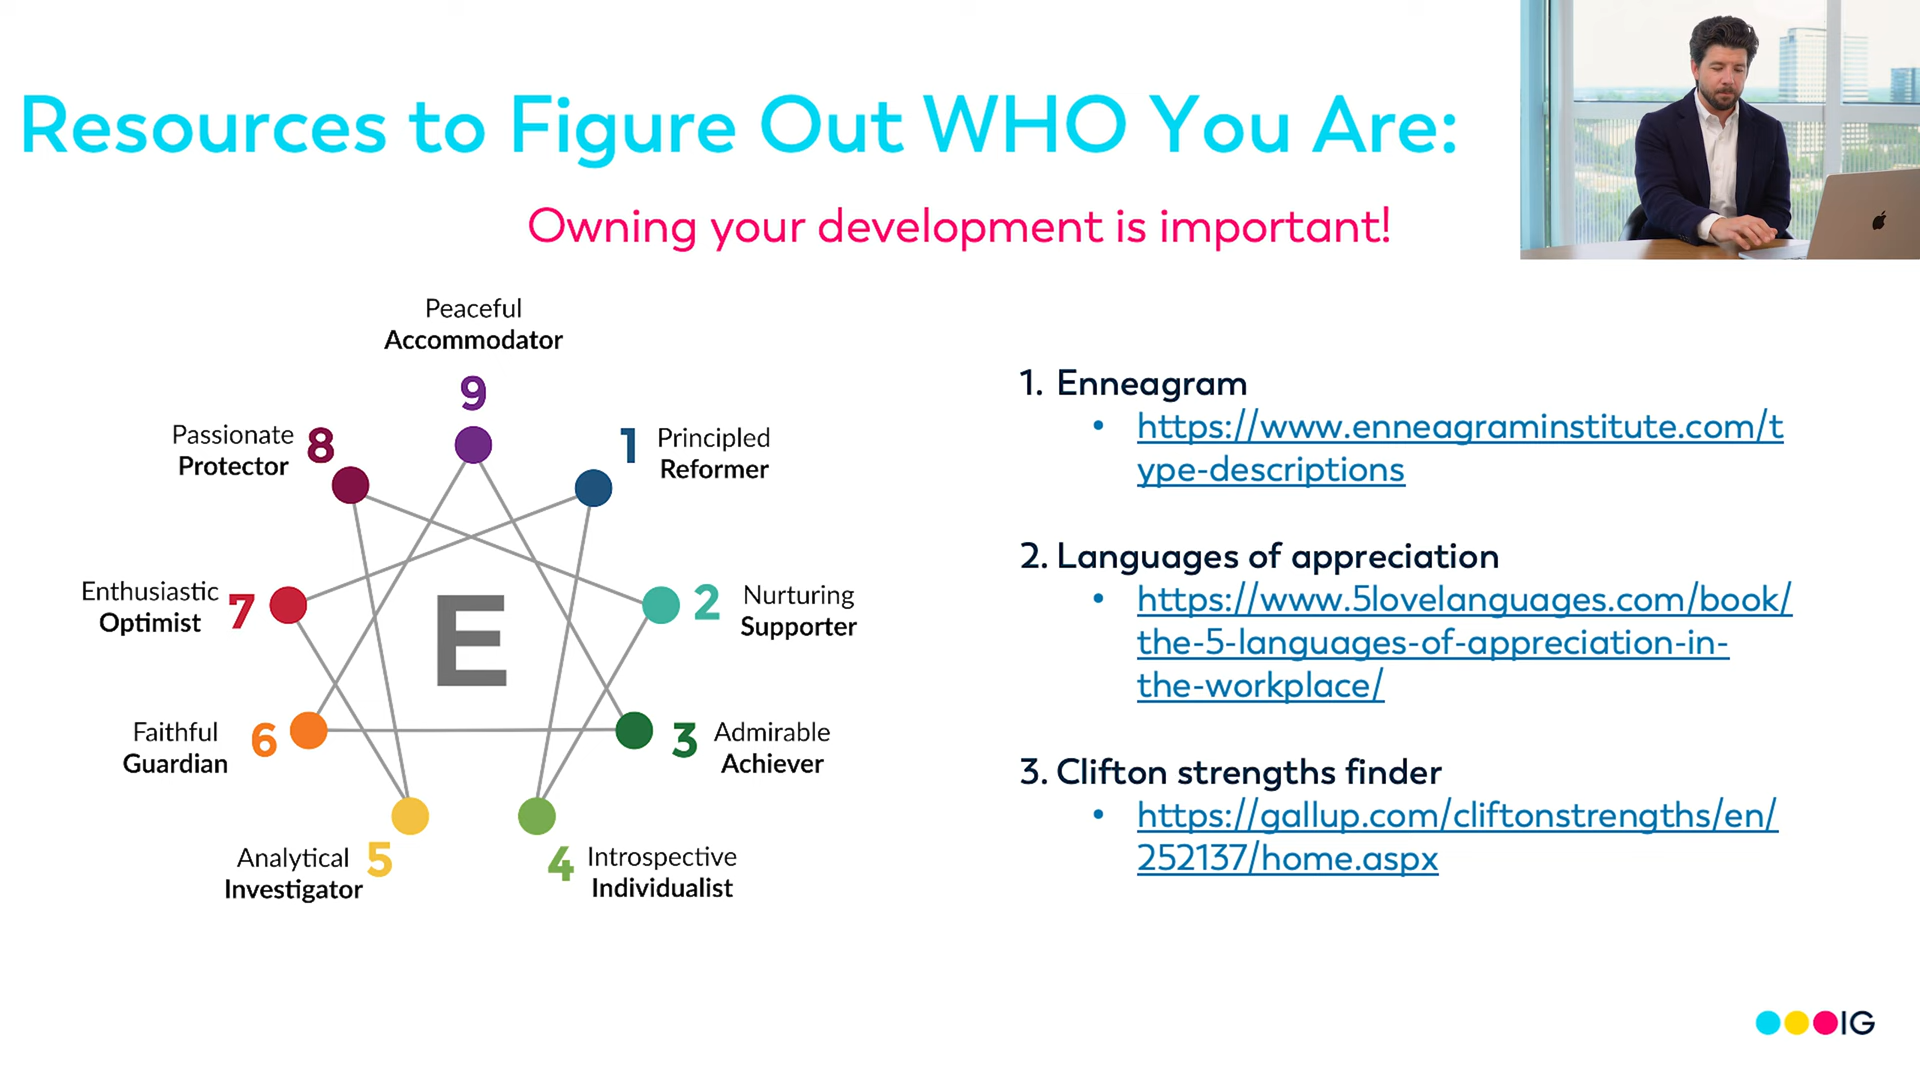 Resources to Figure Out WHO You Are:
Owning your development is important!
Peaceful
Accommodator
9
Passionate
Protector
8
1
Principled
Reformer
Enthusiastic
Optimist
7
2
Nurturing
Supporter
E
Faithful
Guardian
6
3
Admirable
Achiever
Analytical
Investigator
5
4
Introspective
Individualist
1. Enneagram
• https://www.enneagraminstitute.com/t
ype-descriptions
2. Languages of appreciation
• https://www.5lovelanguages.com/book/
the-5-languages-of-appreciation-in-
the-workplace/
3. Clifton strengths finder
• https://gallup.com/cliftonstrengths/en/
252137/home.aspx
IG